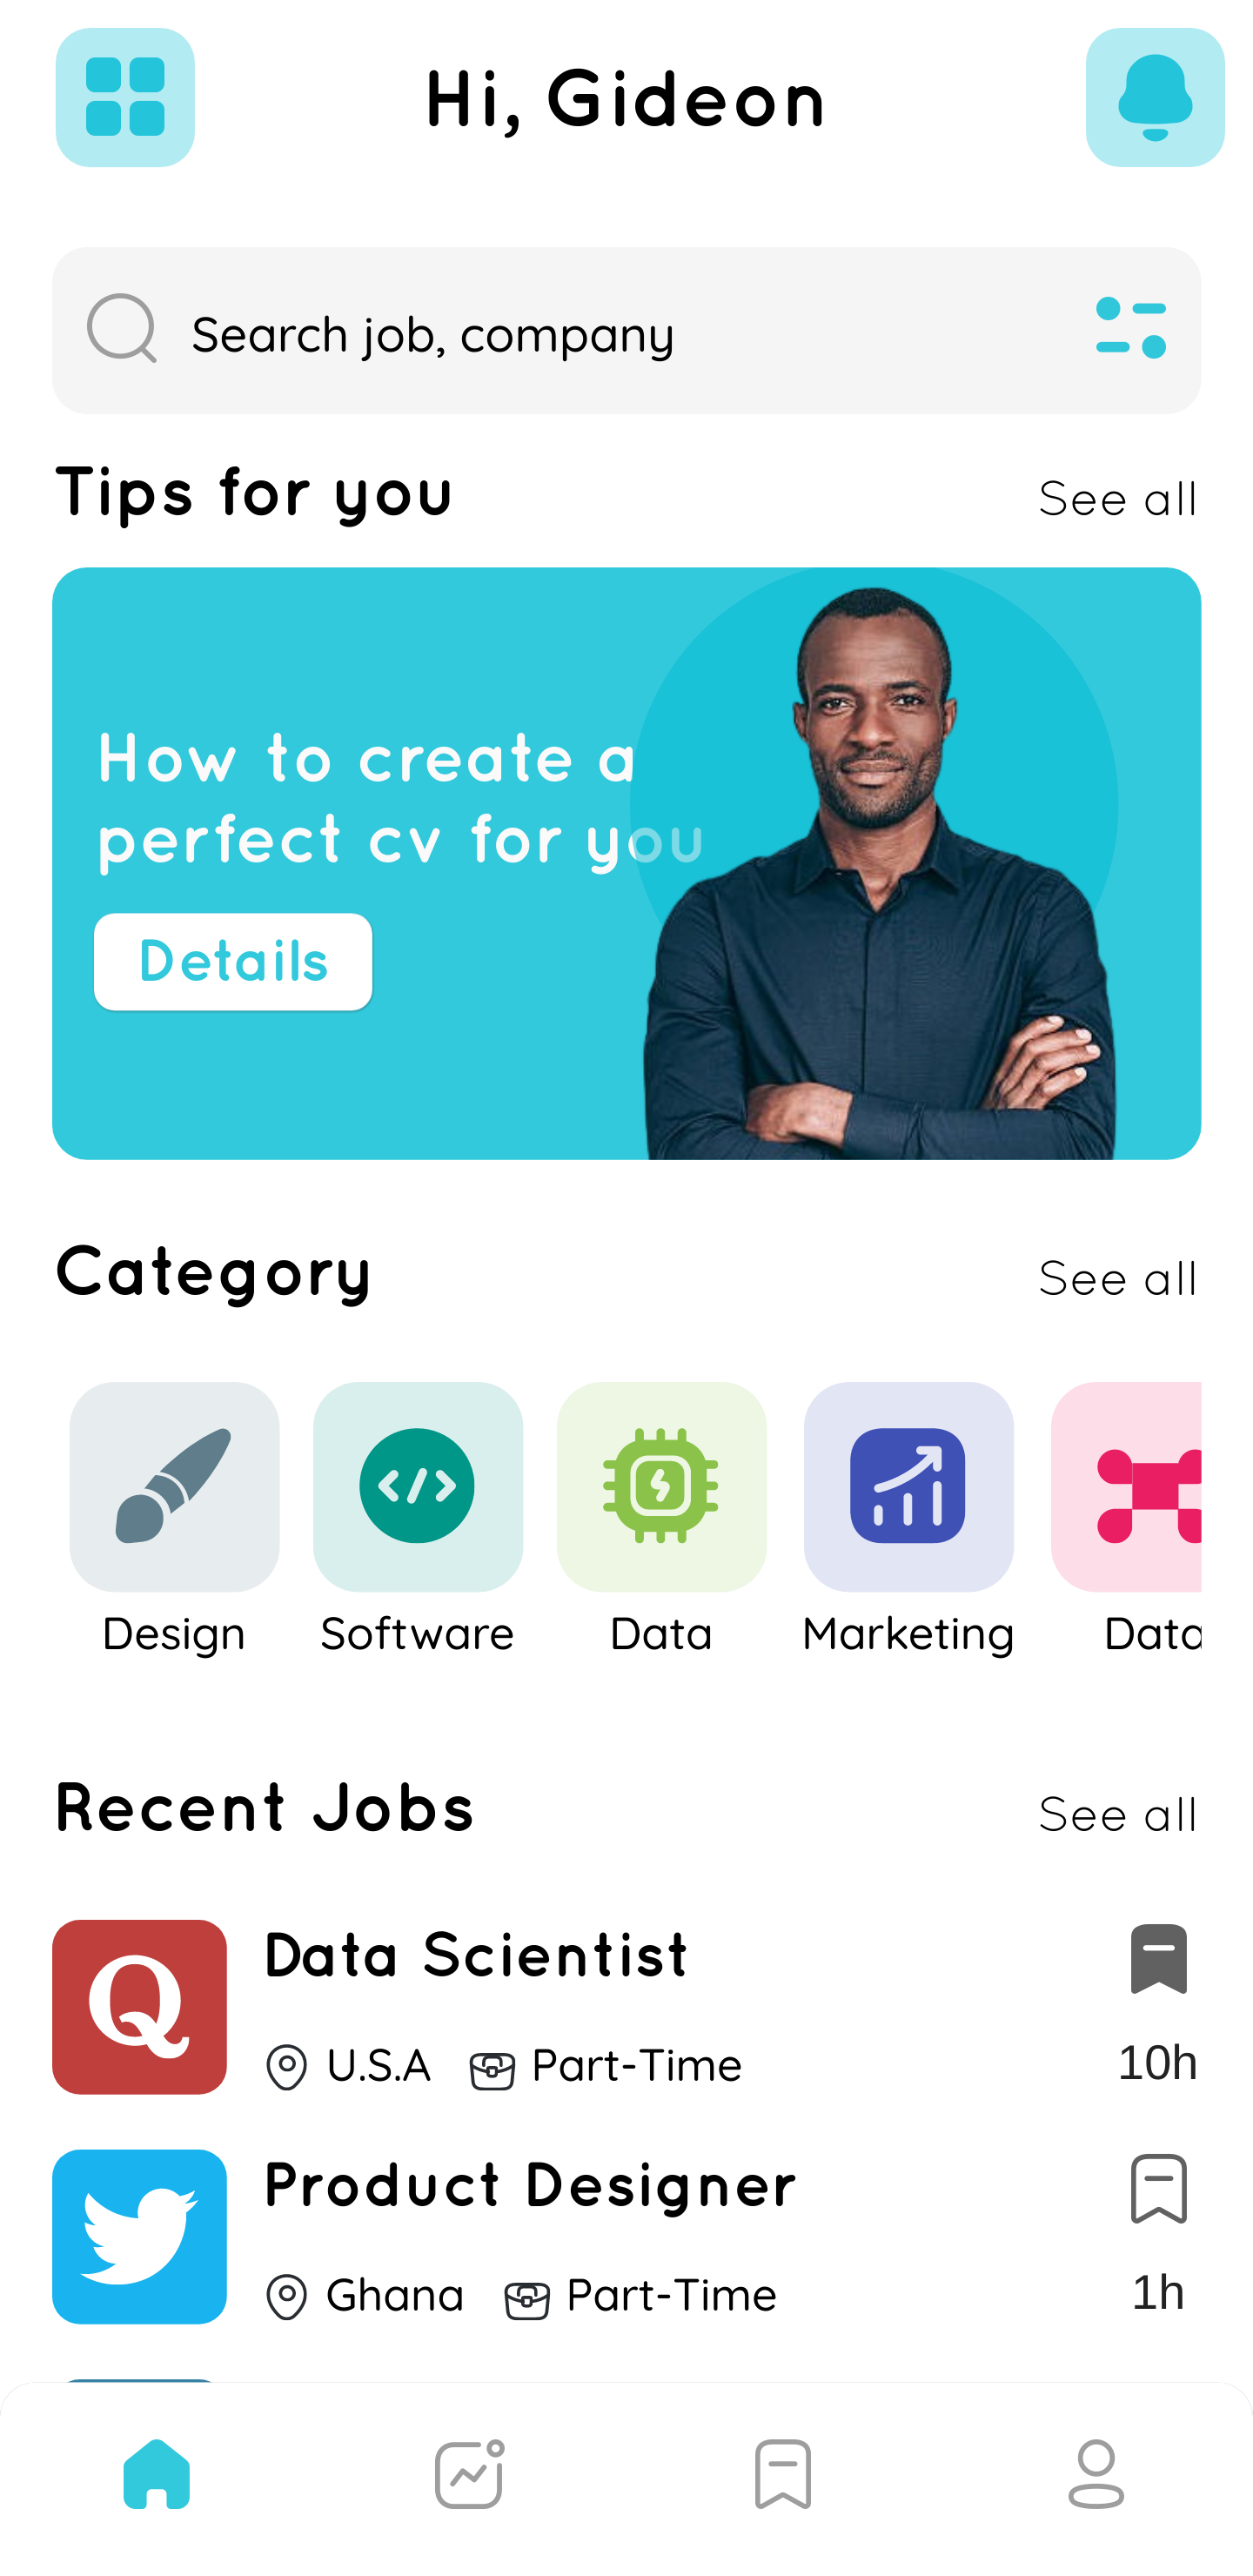 Hi, Gideon
Search job, company
Tips for you
See all
How to create a
perfect cv for you
Details
Category
See all
Design
Software
Data
Marketing
Data
Recent Jobs
See all
Q
Data Scientist
U.S.A
Part-Time
10h
Product Designer
Ghana
Part-Time
1h